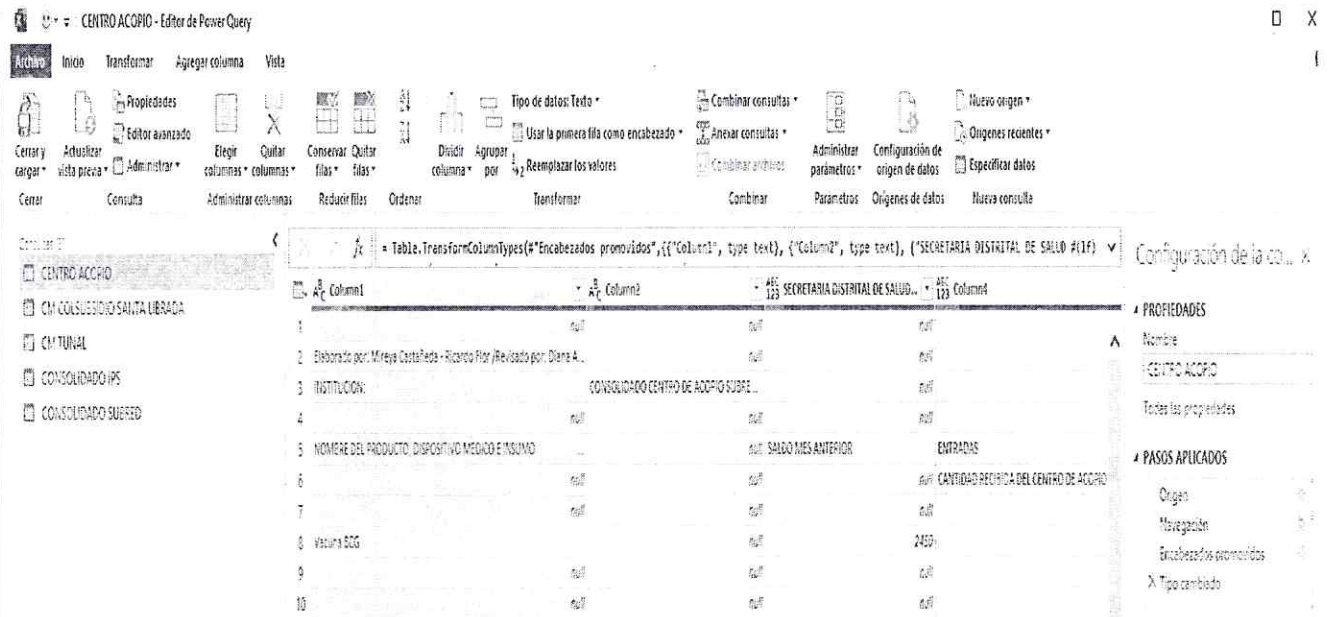 CENTRO ACOPIO - Editor de Power Query
Archivo Inicio Transformar Agregar columna Vista
Cerrar y cargar Actualizar vista previa Propiedades Editor avanzado Administrar Elegir columnas Quitar columnas Conservar filas Quitar filas Dividir columna Agrupar por Tipo de datos: Texto Usar la primera fila como encabezado Reemplazar los valores Combinar consultas Anexar consultas Combinar archivos Administrar parámetros Configuración de origen de datos Nuevo origen Orígenes recientes Especificar datos
Cerrar Consulta Administrar columnas Reducir filas Ordenar Transformar Combinar Parámetros Orígenes de datos Nueva consulta
= Table.TransformColumnTypes(#"Encabezados promovidos",{{"Column1", type text}, {"Column2", type text}, {"SECRETARIA DISTRITAL DE SALUD #(lf)
Configuración de la co... X
CENTRO ACOPIO
CM COLSUBSIDIO SANTA LIBRADA
CM TUNAL
CONSOLIDADO IPS
CONSOLIDADO SUBRED
Column1 Column2 SECRETARIA DISTRITAL DE SALUD... Column4
1 null null null
2 Elaborado por: Mireya Castañeda - Ricardo Flor /Revisado por: Diana A... null null
3 INSTITUCION: CONSOLIDADO CENTRO DE ACOPIO SUBRE... null
4 null null null
5 NOMBRE DEL PRODUCTO, DISPOSITIVO MEDICO E INSUMO ... null SALDO MES ANTERIOR ENTRADAS
6 null null null CANTIDAD RECIBIDA DEL CENTRO DE ACOPIO
7 null null null
8 Vacuna BCG null 2450
9 null null null
10 null null null
PROPIEDADES
Nombre
CENTRO ACOPIO
Todas las propiedades
PASOS APLICADOS
Origen
Navegación
Encabezados promovidos
X Tipo cambiado